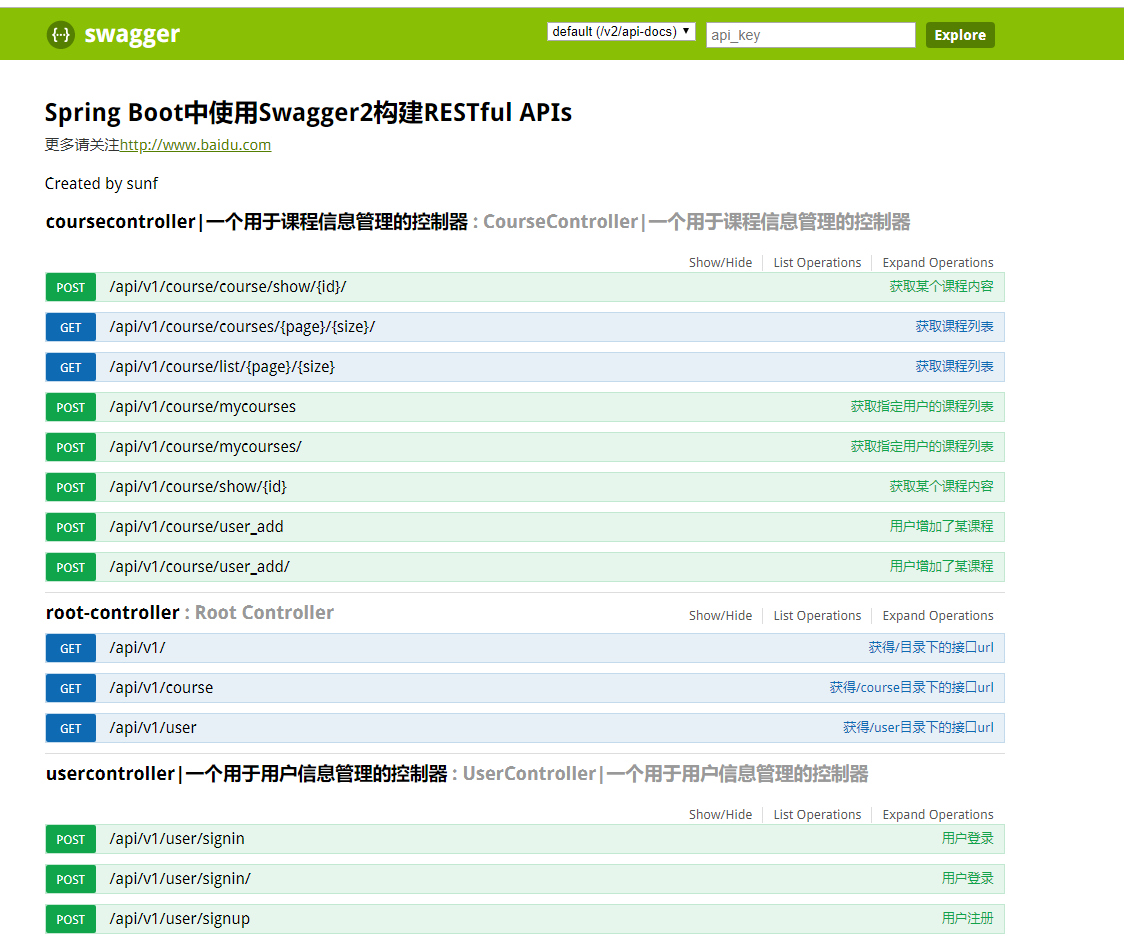 {··} swagger default (/v2/api-docs) api_key Explore
Spring Boot中使用Swagger2构建RESTful APIs
更多请关注http://www.baidu.com
Created by sunf
coursecontroller|一个用于课程信息管理的控制器 : CourseController|一个用于课程信息管理的控制器
Show/Hide List Operations Expand Operations
POST /api/v1/course/course/show/{id}/ 获取某个课程内容
GET /api/v1/course/courses/{page}/{size}/ 获取课程列表
GET /api/v1/course/list/{page}/{size} 获取课程列表
POST /api/v1/course/mycourses 获取指定用户的课程列表
POST /api/v1/course/mycourses/ 获取指定用户的课程列表
POST /api/v1/course/show/{id} 获取某个课程内容
POST /api/v1/course/user_add 用户增加了某课程
POST /api/v1/course/user_add/ 用户增加了某课程
root-controller : Root Controller Show/Hide List Operations Expand Operations
GET /api/v1/ 获得/目录下的接口url
GET /api/v1/course 获得/course目录下的接口url
GET /api/v1/user 获得/user目录下的接口url
usercontroller|一个用于用户信息管理的控制器 : UserController|一个用于用户信息管理的控制器
Show/Hide List Operations Expand Operations
POST /api/v1/user/signin 用户登录
POST /api/v1/user/signin/ 用户登录
POST /api/v1/user/signup 用户注册